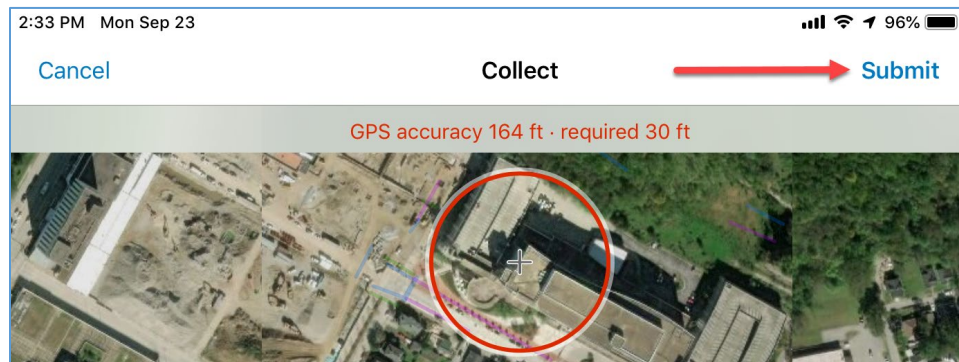 2:33 PM Mon Sep 23 96%
Cancel Collect Submit
GPS accuracy 164 ft · required 30 ft